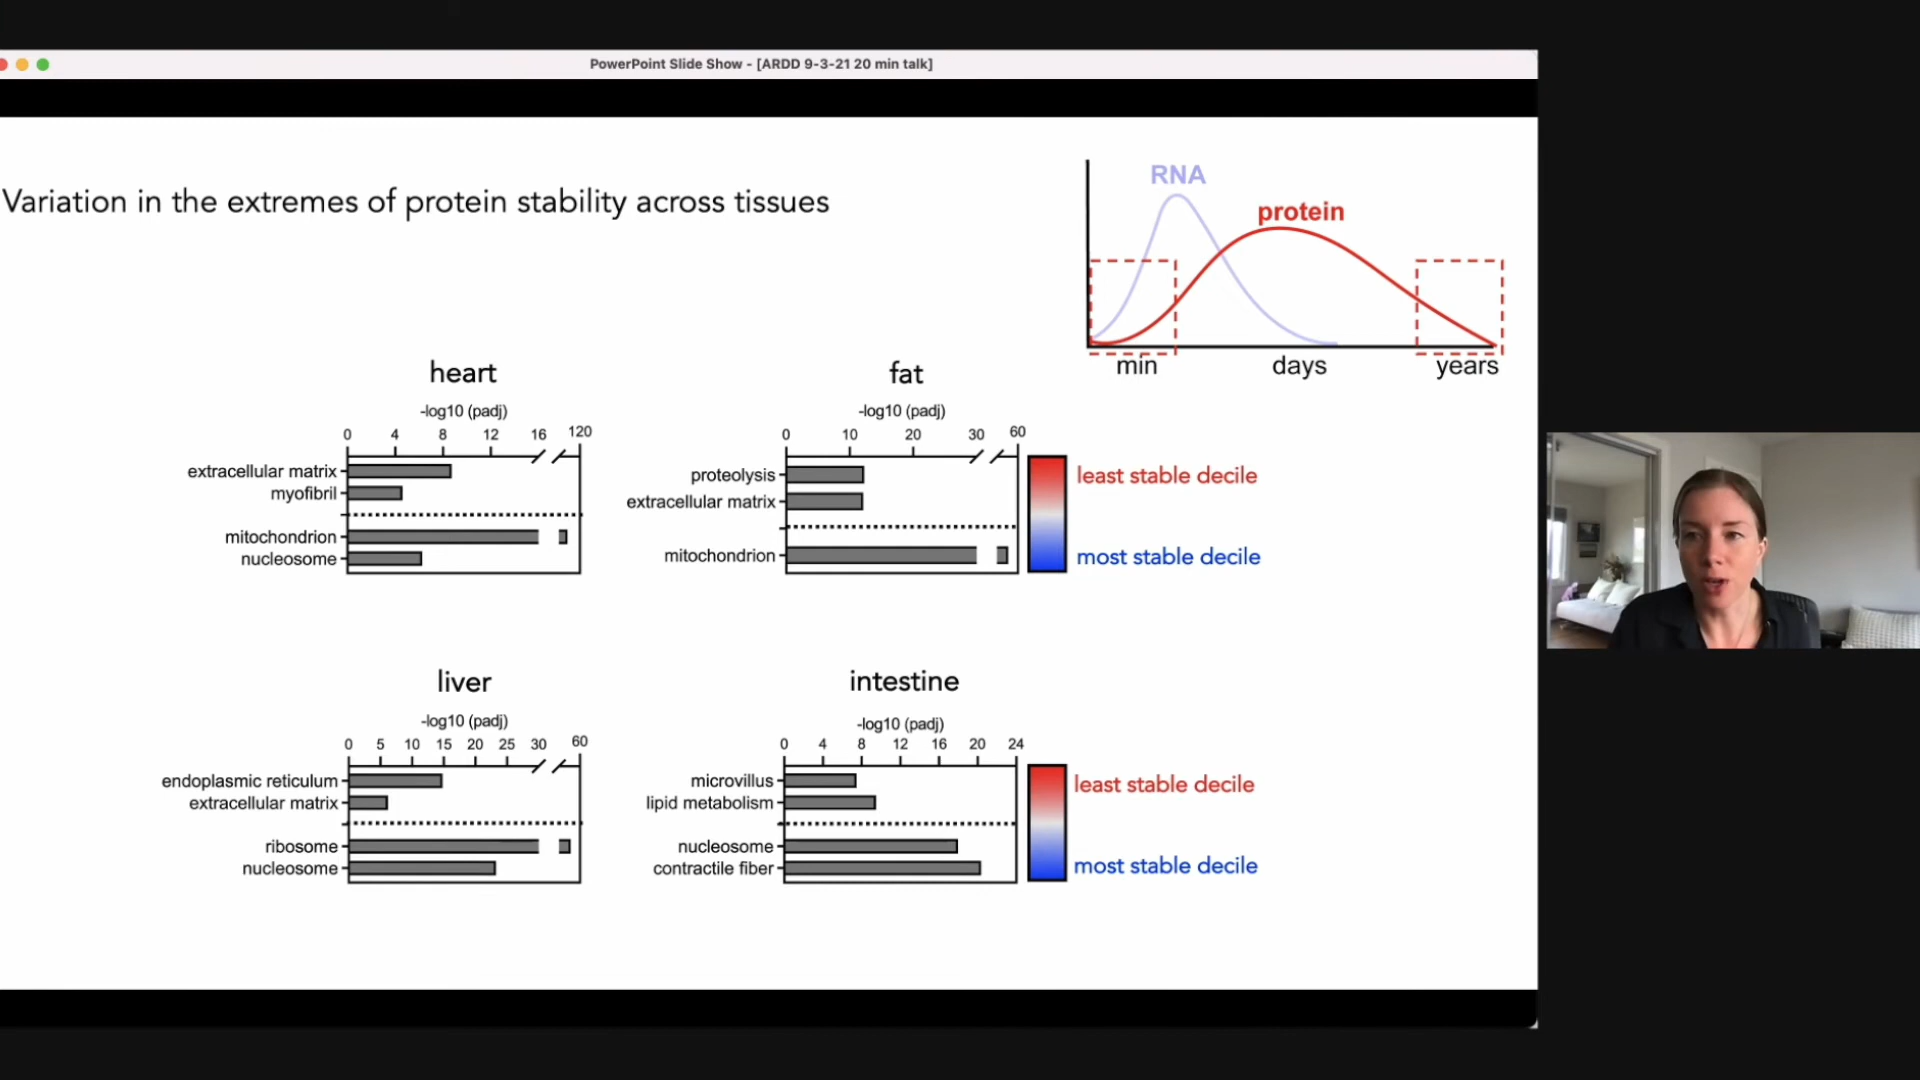 PowerPoint Slide Show - [ARDD 9-3-21 20 min talk]
Variation in the extremes of protein stability across tissues
RNA
protein
min days years
heart
-log10 (padj)
0 4 8 12 16 120
extracellular matrix
myofibril
mitochondrion
nucleosome
fat
-log10 (padj)
0 10 20 30 60
proteolysis
extracellular matrix
mitochondrion
least stable decile
most stable decile
liver
-log10 (padj)
0 5 10 15 20 25 30 60
endoplasmic reticulum
extracellular matrix
ribosome
nucleosome
intestine
-log10 (padj)
0 4 8 12 16 20 24
microvillus
lipid metabolism
nucleosome
contractile fiber
least stable decile
most stable decile